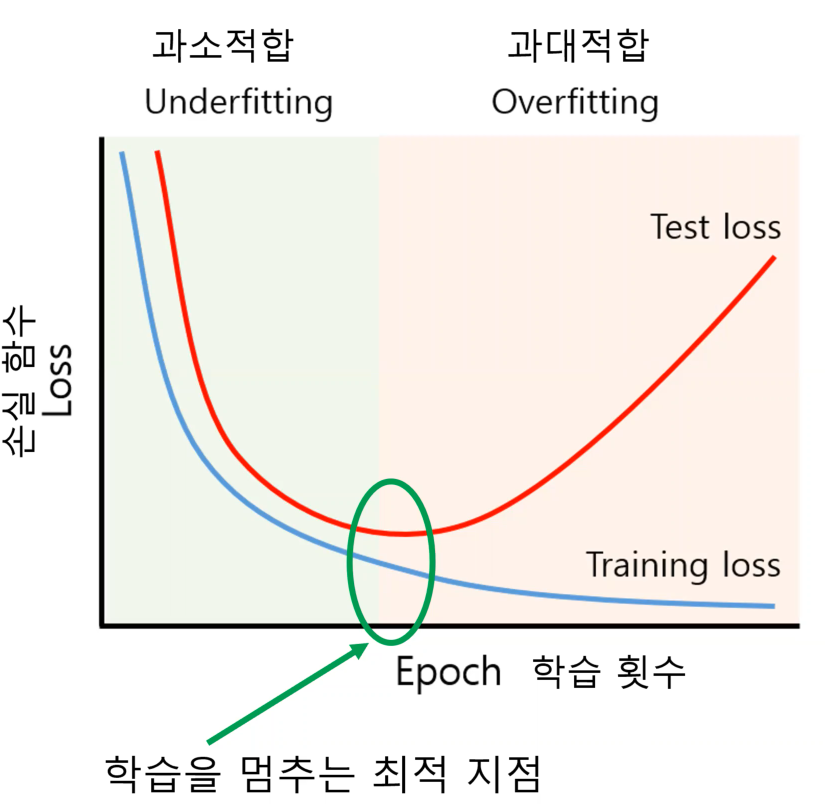 과소적합
과대적합
Underfitting
Overfitting
Test loss
손실 함수
Loss
Training loss
Epoch 학습 횟수
학습을 멈추는 최적 지점